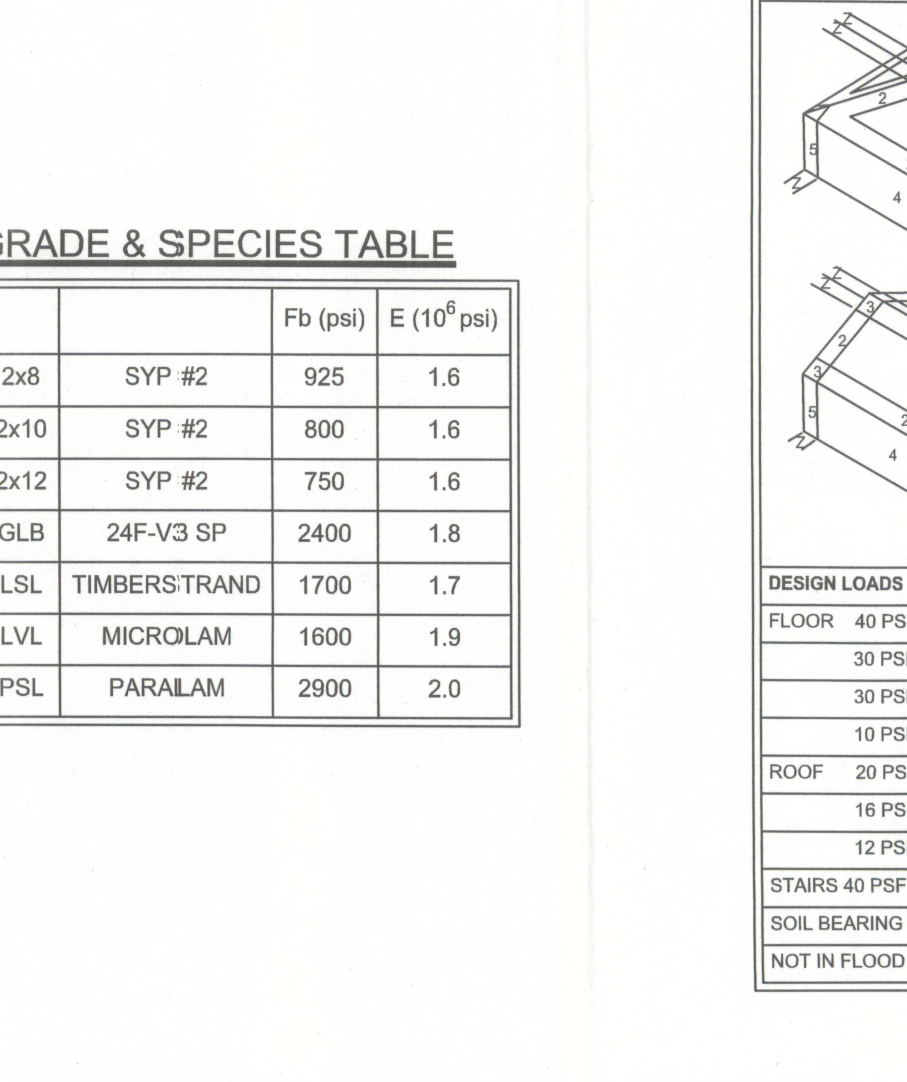 GRADE & SPECIES TABLE
Fb (psi) E (10^6 psi)
2x8 SYP #2 925 1.6
2x10 SYP #2 800 1.6
2x12 SYP #2 750 1.6
GLB 24F-V3 SP 2400 1.8
LSL TIMBERSTRAND 1700 1.7
LVL MICROLAM 1600 1.9
PSL PARALLAM 2900 2.0
2
5
4
3
2
3
5
2
4
DESIGN LOADS
FLOOR 40 PS
30 PS
30 PS
10 PS
ROOF 20 PS
16 PS
12 PS
STAIRS 40 PSF
SOIL BEARING
NOT IN FLOOD